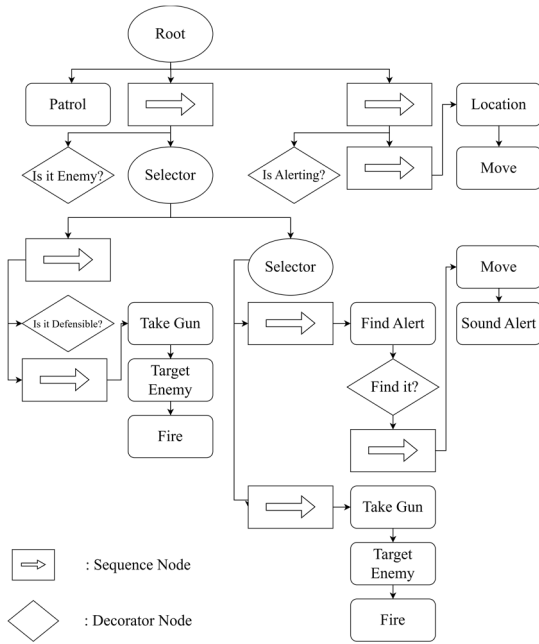 Root
Patrol
Location
Is it Enemy?
Selector
Is Alerting?
Move
Selector
Move
Is it Defensible?
Take Gun
Find Alert
Sound Alert
Target
Enemy
Find it?
Fire
Take Gun
Target
Enemy
Fire
: Sequence Node
: Decorator Node